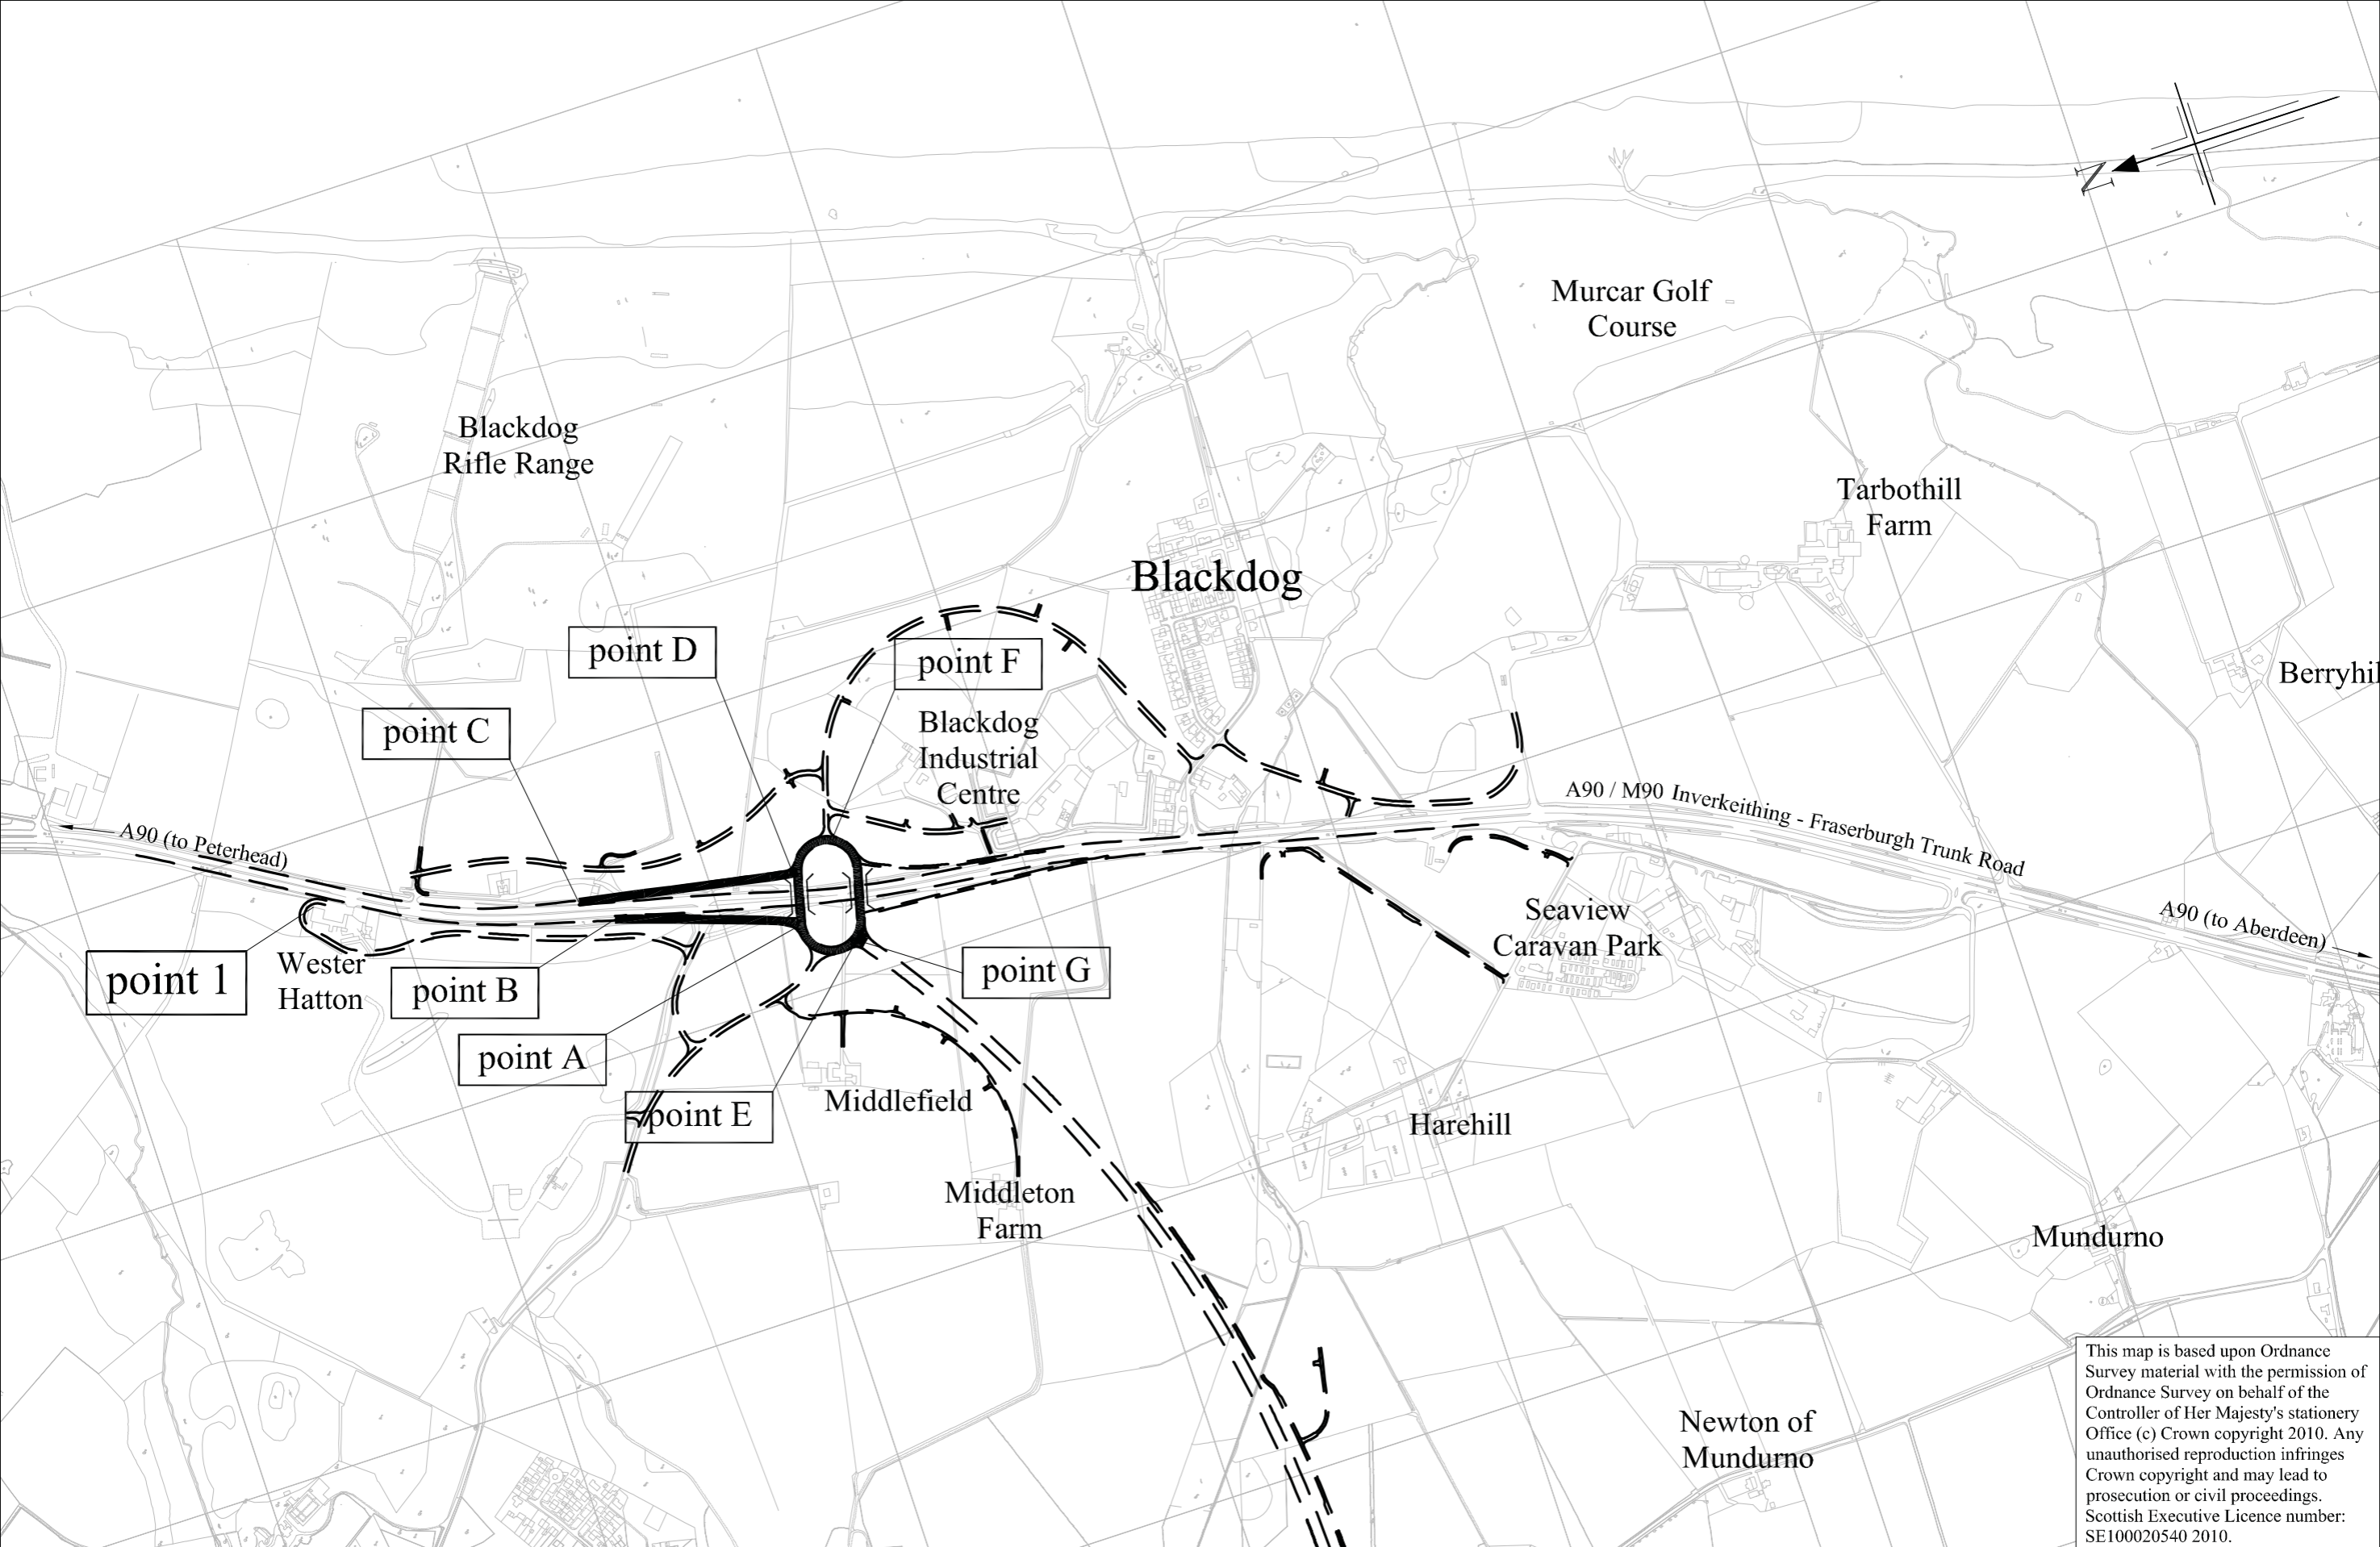 N
Murcar Golf
Course
Blackdog
Rifle Range
Tarbothill
Farm
Blackdog
point D
point F
Berryhil
point C
Blackdog
Industrial
Centre
A90 / M90 Inverkeithing - Fraserburgh Trunk Road
A90 (to Peterhead)
Seaview
Caravan Park
A90 (to Aberdeen)
point 1
Wester
Hatton
point B
point G
point A
point E
Middlefield
Harehill
Middleton
Farm
Mundurno
Newton of
Mundurno
This map is based upon Ordnance
Survey material with the permission of
Ordnance Survey on behalf of the
Controller of Her Majesty's stationery
Office (c) Crown copyright 2010. Any
unauthorised reproduction infringes
Crown copyright and may lead to
prosecution or civil proceedings.
Scottish Executive Licence number:
SE100020540 2010.